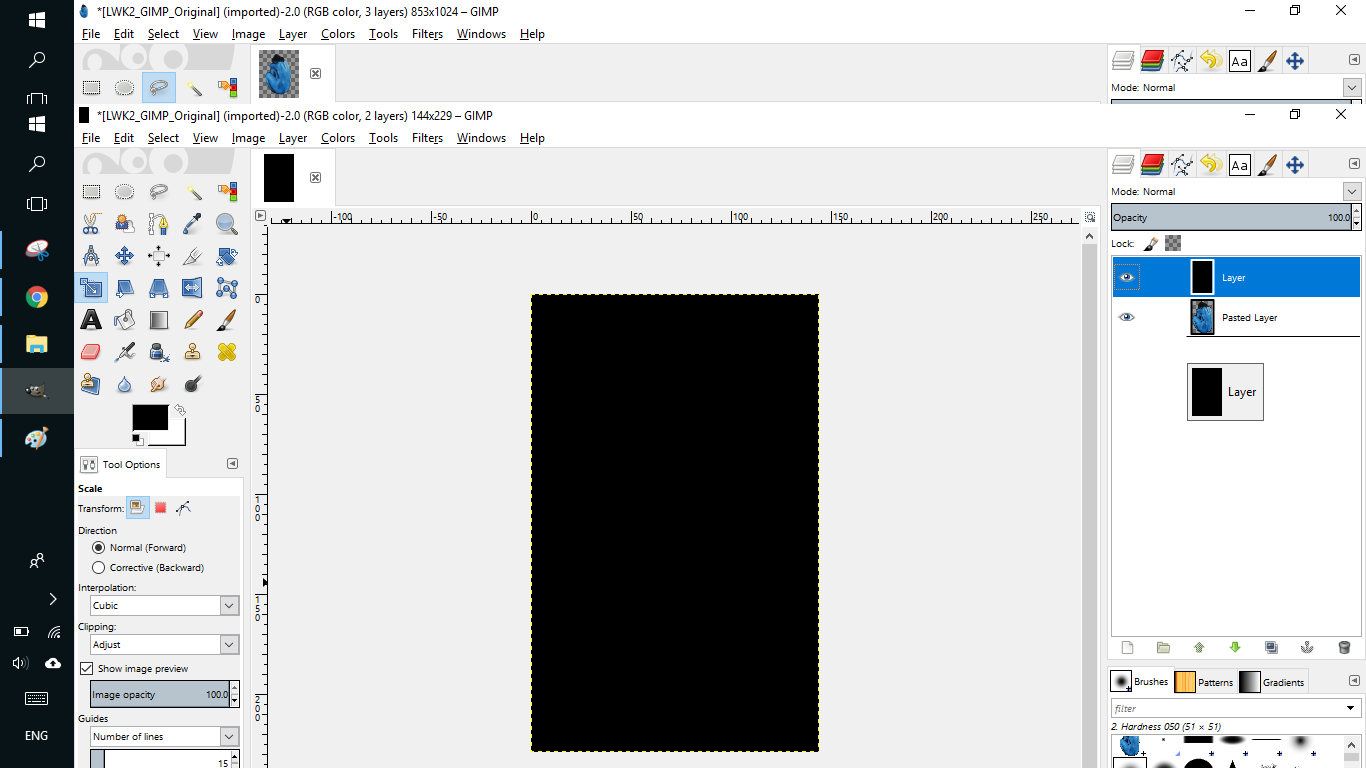 *[LWK2_GIMP_Original] (imported)-2.0 (RGB color, 3 layers) 853x1024 – GIMP
File Edit Select View Image Layer Colors Tools Filters Windows Help
Aa
Mode: Normal
*[LWK2_GIMP_Original] (imported)-2.0 (RGB color, 2 layers) 144x229 – GIMP
File Edit Select View Image Layer Colors Tools Filters Windows Help
Aa
Mode: Normal
-100 -50 0 50 100 150 200 250
Opacity 100.0
Lock:
Layer
Pasted Layer
Layer
0
50
100
150
200
Tool Options
Scale
Transform:
Direction
Normal (Forward)
Corrective (Backward)
Interpolation:
Cubic
Clipping:
Adjust
Show image preview
Image opacity 100.0
Guides
Number of lines
15
Brushes Patterns Gradients
filter
2. Hardness 050 (51 × 51)
ENG